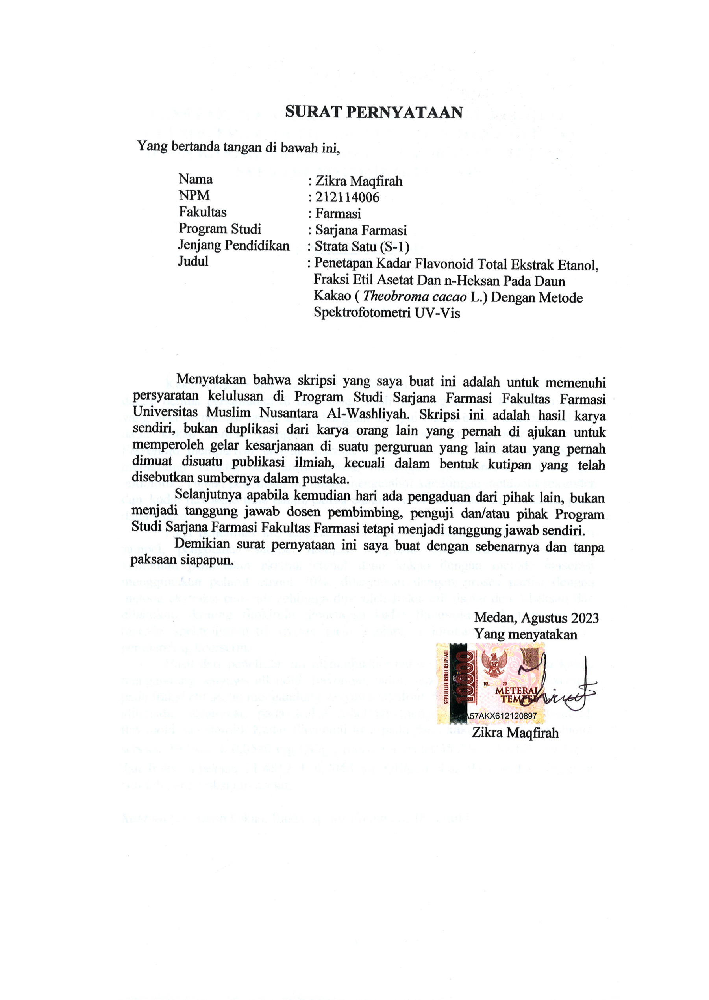 SURAT PERNYATAAN
Yang bertanda tangan di bawah ini,
Nama : Zikra Maqfirah
NPM : 212114006
Fakultas : Farmasi
Program Studi : Sarjana Farmasi
Jenjang Pendidikan : Strata Satu (S-1)
Judul : Penetapan Kadar Flavonoid Total Ekstrak Etanol,
Fraksi Etil Asetat Dan n-Heksan Pada Daun
Kakao ( Theobroma cacao L.) Dengan Metode
Spektrofotometri UV-Vis
Menyatakan bahwa skripsi yang saya buat ini adalah untuk memenuhi
persyaratan kelulusan di Program Studi Sarjana Farmasi Fakultas Farmasi
Universitas Muslim Nusantara Al-Washliyah. Skripsi ini adalah hasil karya
sendiri, bukan duplikasi dari karya orang lain yang pernah di ajukan untuk
memperoleh gelar kesarjanaan di suatu perguruan yang lain atau yang pernah
dimuat disuatu publikasi ilmiah, kecuali dalam bentuk kutipan yang telah
disebutkan sumbernya dalam pustaka.
Selanjutnya apabila kemudian hari ada pengaduan dari pihak lain, bukan
menjadi tanggung jawab dosen pembimbing, penguji dan/atau pihak Program
Studi Sarjana Farmasi Fakultas Farmasi tetapi menjadi tanggung jawab sendiri.
Demikian surat pernyataan ini saya buat dengan sebenarnya dan tanpa
paksaan siapapun.
Medan, Agustus 2023
Yang menyatakan
SEPULUH RIBU RUPIAH
10000
TGL. 20
METERAI
TEMPEL
A57AKX612120897
Zikra Maqfirah